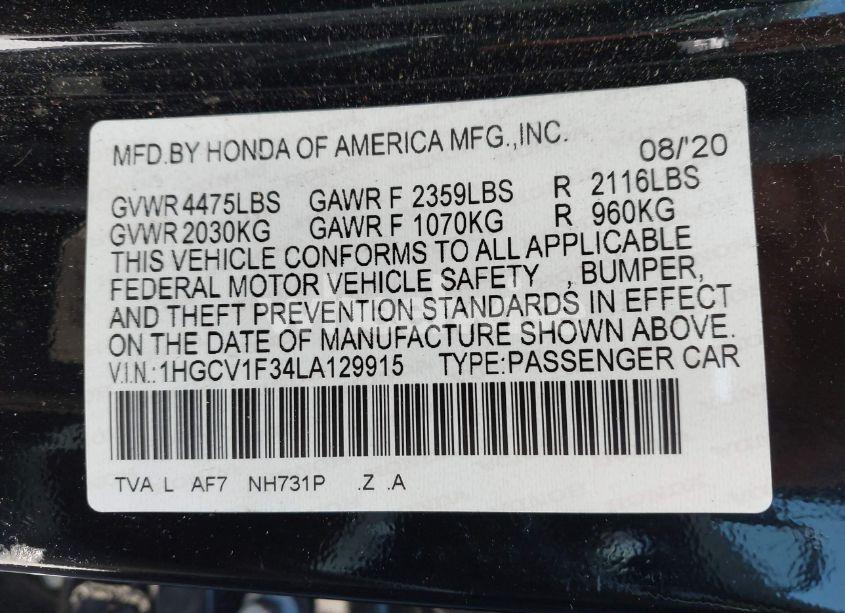 MFD.BY HONDA OF AMERICA MFG.,INC. 08/'20
GVWR 4475LBS GAWR F 2359LBS R 2116LBS
GVWR 2030KG GAWR F 1070KG R 960KG
THIS VEHICLE CONFORMS TO ALL APPLICABLE
FEDERAL MOTOR VEHICLE SAFETY , BUMPER,
AND THEFT PREVENTION STANDARDS IN EFFECT
ON THE DATE OF MANUFACTURE SHOWN ABOVE.
V.I.N.:1HGCV1F34LA129915 TYPE:PASSENGER CAR
TVA L AF7 NH731P .Z .A